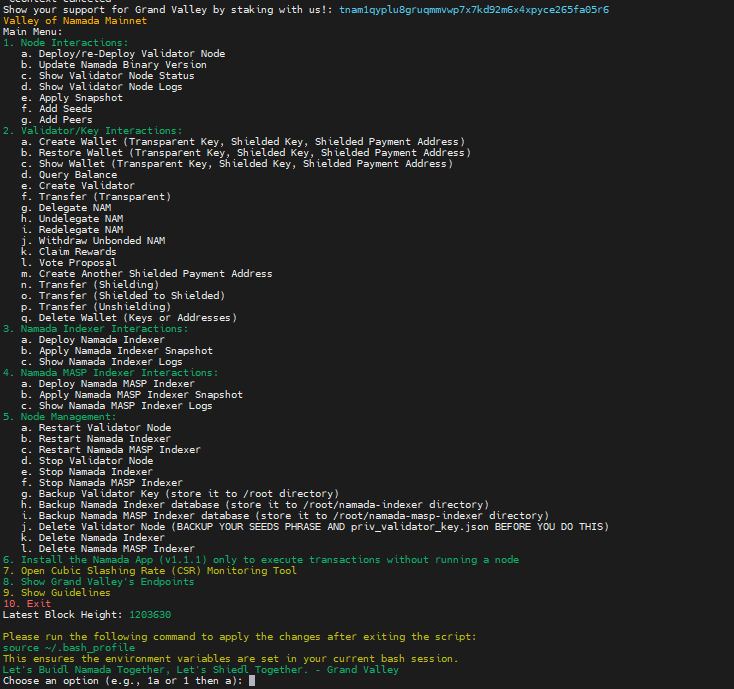 context canceled
Show your support for Grand Valley by staking with us!: tnam1qyplu8gruqmmvwp7x7kd92m6x4xpyce265fa05r6
Valley of Namada Mainnet
Main Menu:
1. Node Interactions:
a. Deploy/re-Deploy Validator Node
b. Update Namada Binary Version
c. Show Validator Node Status
d. Show Validator Node Logs
e. Apply Snapshot
f. Add Seeds
g. Add Peers
2. Validator/Key Interactions:
a. Create Wallet (Transparent Key, Shielded Key, Shielded Payment Address)
b. Restore Wallet (Transparent Key, Shielded Key, Shielded Payment Address)
c. Show Wallet (Transparent Key, Shielded Key, Shielded Payment Address)
d. Query Balance
e. Create Validator
f. Transfer (Transparent)
g. Delegate NAM
h. Undelegate NAM
i. Redelegate NAM
j. Withdraw Unbonded NAM
k. Claim Rewards
l. Vote Proposal
m. Create Another Shielded Payment Address
n. Transfer (Shielding)
o. Transfer (Shielded to Shielded)
p. Transfer (Unshielding)
q. Delete Wallet (Keys or Addresses)
3. Namada Indexer Interactions:
a. Deploy Namada Indexer
b. Apply Namada Indexer Snapshot
c. Show Namada Indexer Logs
4. Namada MASP Indexer Interactions:
a. Deploy Namada MASP Indexer
b. Apply Namada MASP Indexer Snapshot
c. Show Namada MASP Indexer Logs
5. Node Management:
a. Restart Validator Node
b. Restart Namada Indexer
c. Restart Namada MASP Indexer
d. Stop Validator Node
e. Stop Namada Indexer
f. Stop Namada MASP Indexer
g. Backup Validator Key (store it to /root directory)
h. Backup Namada Indexer database (store it to /root/namada-indexer directory)
i. Backup Namada MASP Indexer database (store it to /root/namada-masp-indexer directory)
j. Delete Validator Node (BACKUP YOUR SEEDS PHRASE AND priv_validator_key.json BEFORE YOU DO THIS)
k. Delete Namada Indexer
l. Delete Namada MASP Indexer
6. Install the Namada App (v1.1.1) only to execute transactions without running a node
7. Open Cubic Slashing Rate (CSR) Monitoring Tool
8. Show Grand Valley's Endpoints
9. Show Guidelines
10. Exit
Latest Block Height: 1203630
Please run the following command to apply the changes after exiting the script:
source ~/.bash_profile
This ensures the environment variables are set in your current bash session.
Let's Buidl Namada Together, Let's Shiedl Together. - Grand Valley
Choose an option (e.g., 1a or 1 then a):